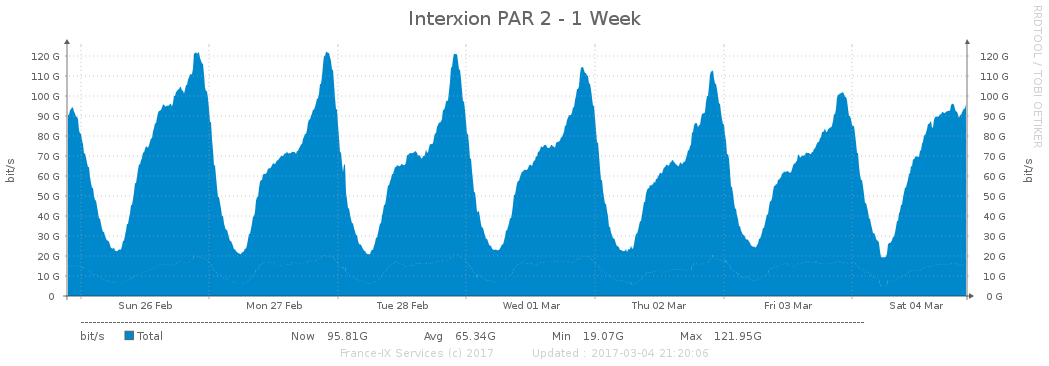 Interxion PAR 2 - 1 Week
RRDTOOL / TOBI OETIKER
bit/s
120 G
110 G
100 G
90 G
80 G
70 G
60 G
50 G
40 G
30 G
20 G
10 G
0
120 G
110 G
100 G
90 G
80 G
70 G
60 G
50 G
40 G
30 G
20 G
10 G
0 G
bit/s
Sun 26 Feb Mon 27 Feb Tue 28 Feb Wed 01 Mar Thu 02 Mar Fri 03 Mar Sat 04 Mar
bit/s Total Now 95.81G Avg 65.34G Min 19.07G Max 121.95G
France-IX Services (c) 2017 Updated : 2017-03-04 21:20:06